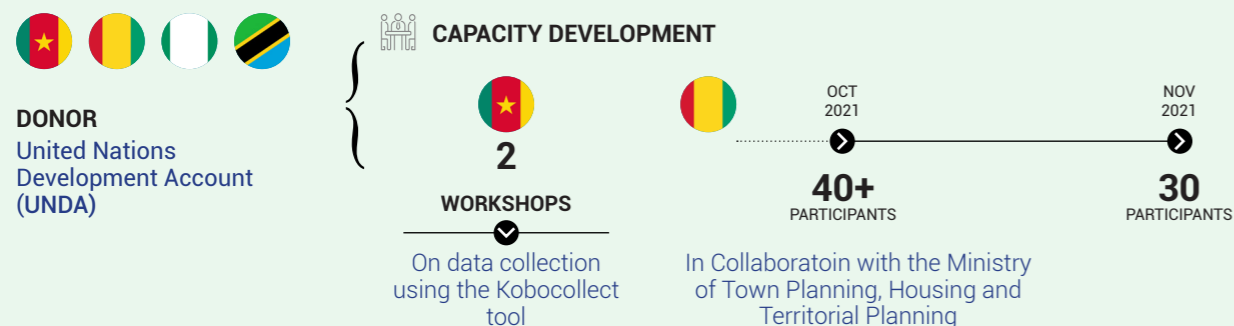 CAPACITY DEVELOPMENT
DONOR
United Nations
Development Account
(UNDA)
2
WORKSHOPS
On data collection
using the Kobocollect
tool
OCT
2021
NOV
2021
40+
PARTICIPANTS
30
PARTICIPANTS
In Collaboratoin with the Ministry
of Town Planning, Housing and
Territorial Planning